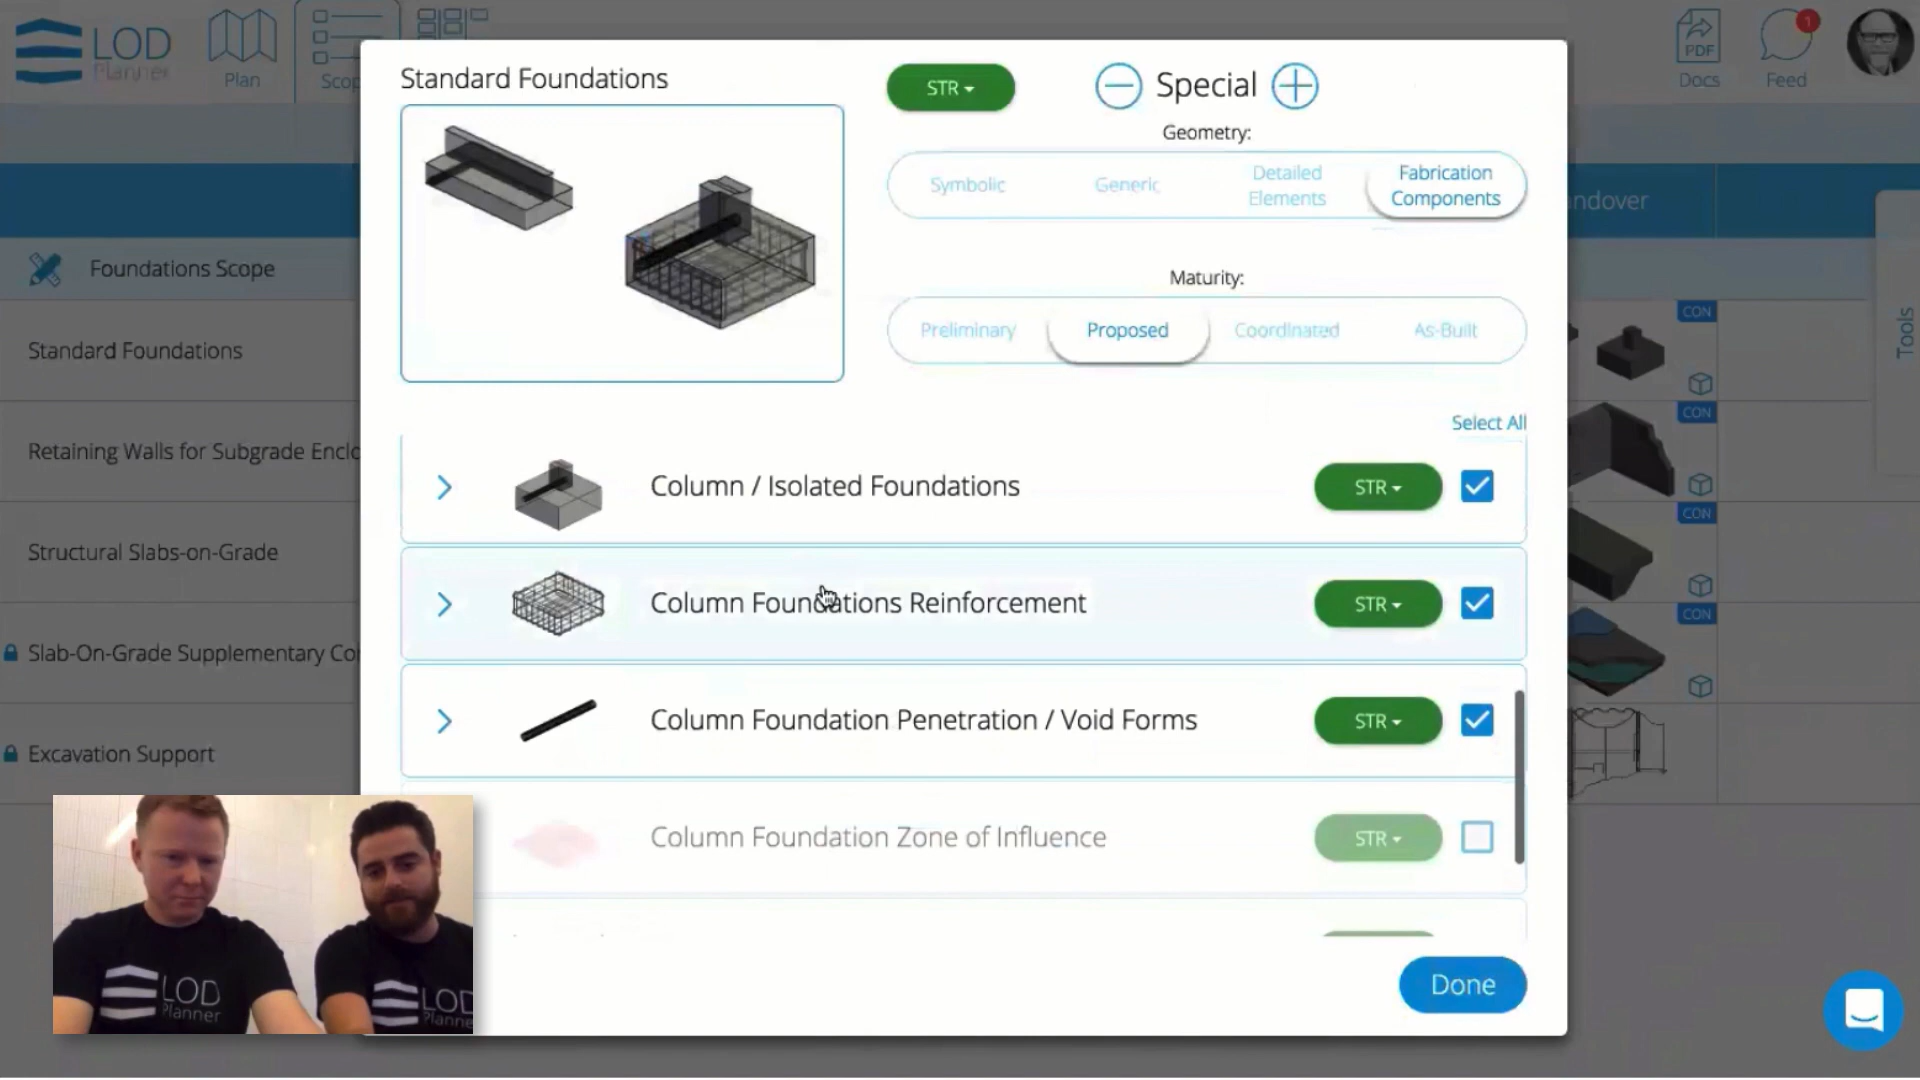 LOD
Planner
Plan
Scop
PDF
Docs
1
Feed
Standard Foundations
STR
Special
Geometry:
Symbolic
Generic
Detailed
Elements
Fabrication
Components
Maturity:
Preliminary
Proposed
Coordinated
As-Built
Select All
andover
Tools
Foundations Scope
Standard Foundations
Retaining Walls for Subgrade Enclo
Structural Slabs-on-Grade
Slab-On-Grade Supplementary Co
Excavation Support
CON
CON
CON
CON
Column / Isolated Foundations
STR
Column Foundations Reinforcement
STR
Column Foundation Penetration / Void Forms
STR
Column Foundation Zone of Influence
STR
Done
LOD
Planner
LOD
Planne